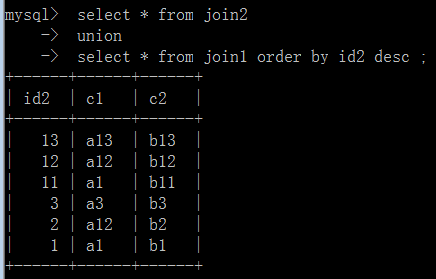 mysql> select * from join2
    -> union
    -> select * from join1 order by id2 desc ;
+------+------+------+
| id2  | c1   | c2   |
+------+------+------+
|   13 | a13  | b13  |
|   12 | a12  | b12  |
|   11 | a1   | b11  |
|    3 | a3   | b3   |
|    2 | a12  | b2   |
|    1 | a1   | b1   |
+------+------+------+